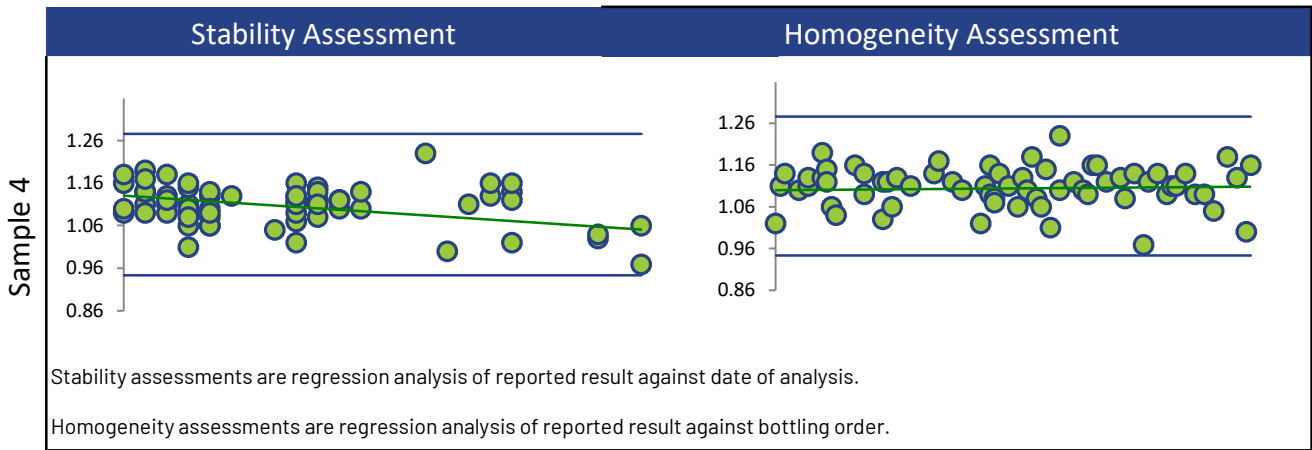 Stability Assessment
Homogeneity Assessment
Sample 4
1.26
1.16
1.06
0.96
0.86
1.26
1.16
1.06
0.96
0.86
Stability assessments are regression analysis of reported result against date of analysis.
Homogeneity assessments are regression analysis of reported result against bottling order.